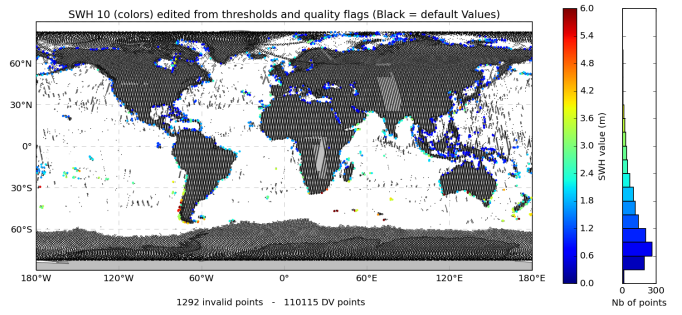 SWH 10 (colors) edited from thresholds and quality flags (Black = default Values)
60°N
30°N
0°
30°S
60°S
180°W 120°W 60°W 0° 60°E 120°E 180°E
1292 invalid points - 110115 DV points
6.0
5.4
4.8
4.2
3.6
3.0
2.4
1.8
1.2
0.6
0.0
SWH value (m)
0 300
Nb of points